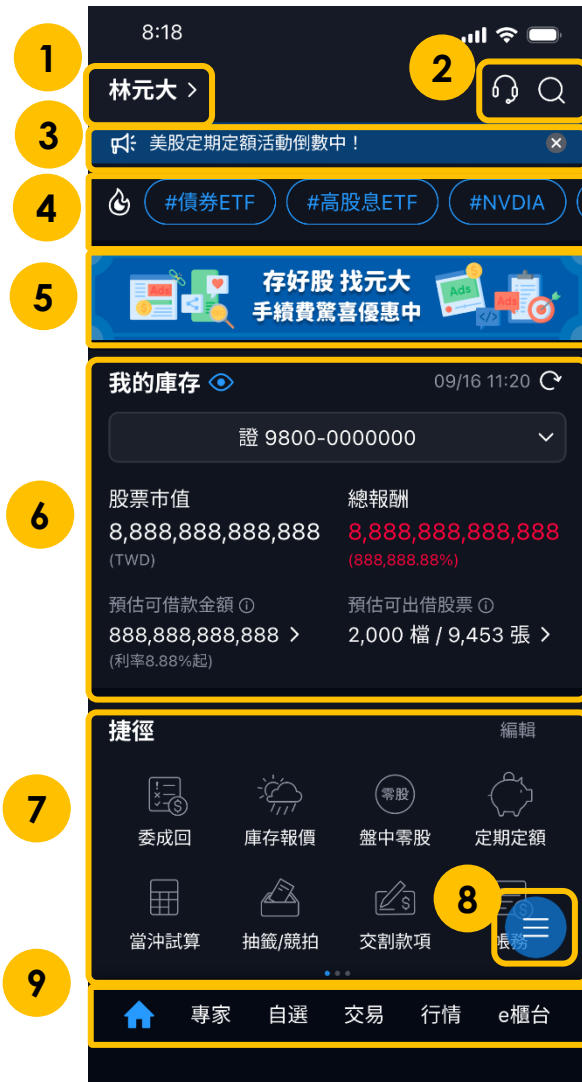 8:18
1
2
林元大 >
3
美股定期定額活動倒數中！
4
#債券ETF #高股息ETF #NVDIA
5
Ads 存好股 找元大 Ads
手續費驚喜優惠中 Ads </>
我的庫存 09/16 11:20
證 9800-0000000
6
股票市值 總報酬
8,888,888,888,888 8,888,888,888,888
(TWD) (888,888.88%)
預估可借款金額 預估可出借股票
888,888,888,888 > 2,000 檔 / 9,453 張 >
(利率8.88%起)
捷徑 編輯
7
零股
委成回 庫存報價 盤中零股 定期定額
8
當沖試算 抽籤/競拍 交割款項 帳務
9
專家 自選 交易 行情 e櫃台